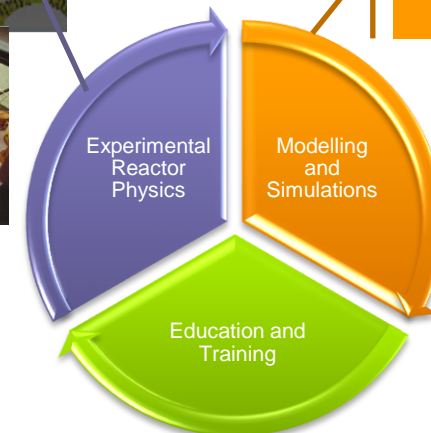 Experimental
Reactor
Physics
Modelling
and
Simulations
Education and
Training